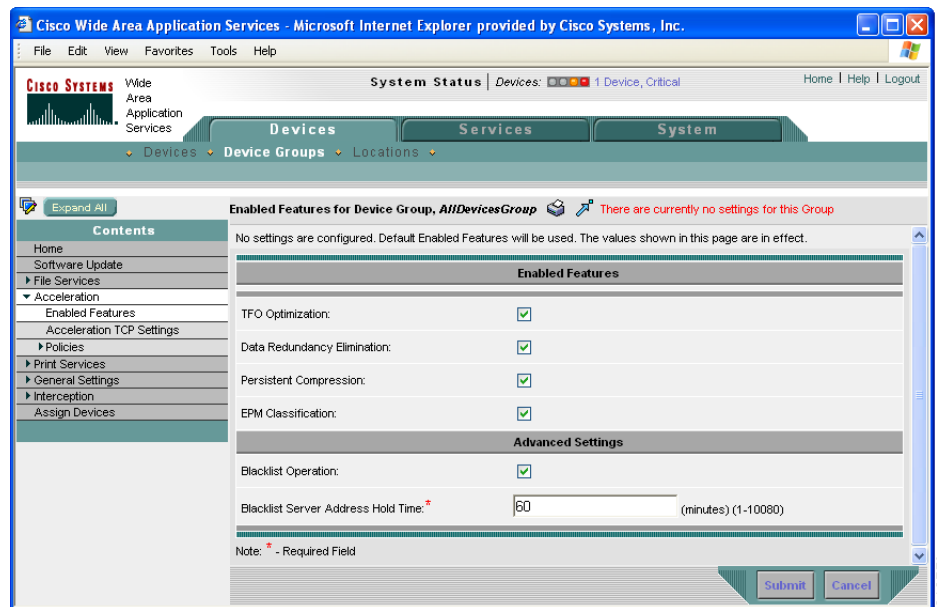 Cisco Wide Area Application Services - Microsoft Internet Explorer provided by Cisco Systems, Inc.
File Edit View Favorites Tools Help
CISCO SYSTEMS
Wide
Area
Application
Services
System Status | Devices: 1 Device, Critical
Home | Help | Logout
Devices Services System
Devices Device Groups Locations
Expand All
Contents
Home
Software Update
File Services
Acceleration
Enabled Features
Acceleration TCP Settings
Policies
Print Services
General Settings
Interception
Assign Devices
Enabled Features for Device Group, AllDevicesGroup There are currently no settings for this Group
No settings are configured. Default Enabled Features will be used. The values shown in this page are in effect.
Enabled Features
TFO Optimization:
Data Redundancy Elimination:
Persistent Compression:
EPM Classification:
Advanced Settings
Blacklist Operation:
Blacklist Server Address Hold Time:* 60 (minutes) (1-10080)
Note: * - Required Field
Submit Cancel